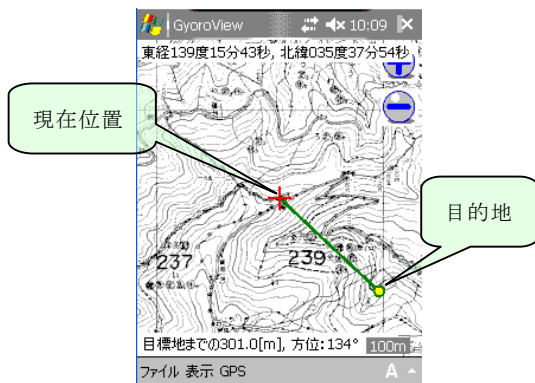 GyoroView 10:09
東経139度15分43秒, 北緯035度37分54秒,
現在位置
目的地
237
239
目標地までの301.0[m], 方位:134°
100m
ファイル 表示 GPS
A